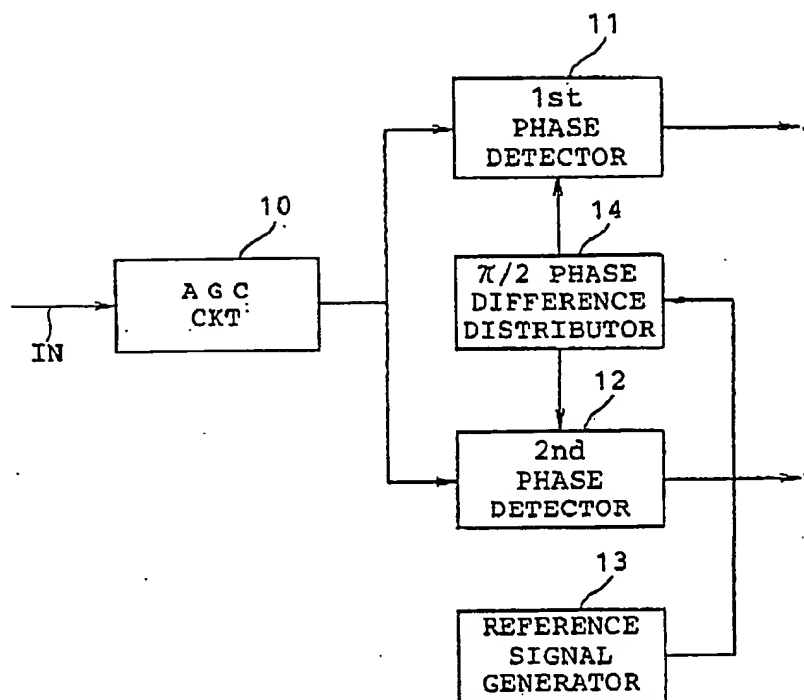 11
1st
PHASE
DETECTOR
10
14
A G C
CKT
π/2 PHASE
DIFFERENCE
DISTRIBUTOR
IN
12
2nd
PHASE
DETECTOR
13
REFERENCE
SIGNAL
GENERATOR